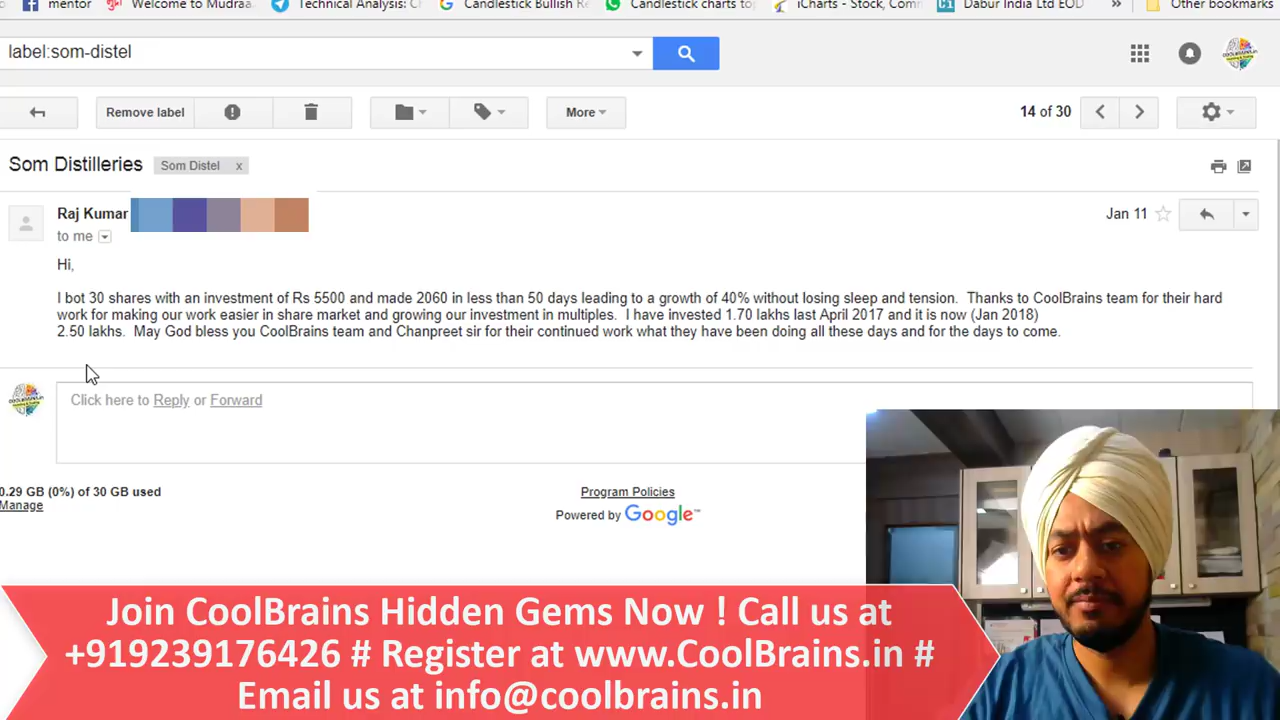 mentor
Welcome to Mudraa
Technical Analysis: C
Candlestick Bullish Re
Candlestick charts top
iCharts - Stock, Com
Dabur India Ltd EOD
»
Other bookmarks
label:som-distel
Remove label
More
14 of 30
Som Distilleries
Som Distel x
Raj Kumar
Jan 11
to me
Hi,
I bot 30 shares with an investment of Rs 5500 and made 2060 in less than 50 days leading to a growth of 40% without losing sleep and tension. Thanks to CoolBrains team for their hard
work for making our work easier in share market and growing our investment in multiples. I have invested 1.70 lakhs last April 2017 and it is now (Jan 2018)
2.50 lakhs. May God bless you CoolBrains team and Chanpreet sir for their continued work what they have been doing all these days and for the days to come.
Click here to Reply or Forward
0.29 GB (0%) of 30 GB used
Manage
Program Policies
Powered by Google™
Join CoolBrains Hidden Gems Now ! Call us at
+919239176426 # Register at www.CoolBrains.in #
Email us at info@coolbrains.in